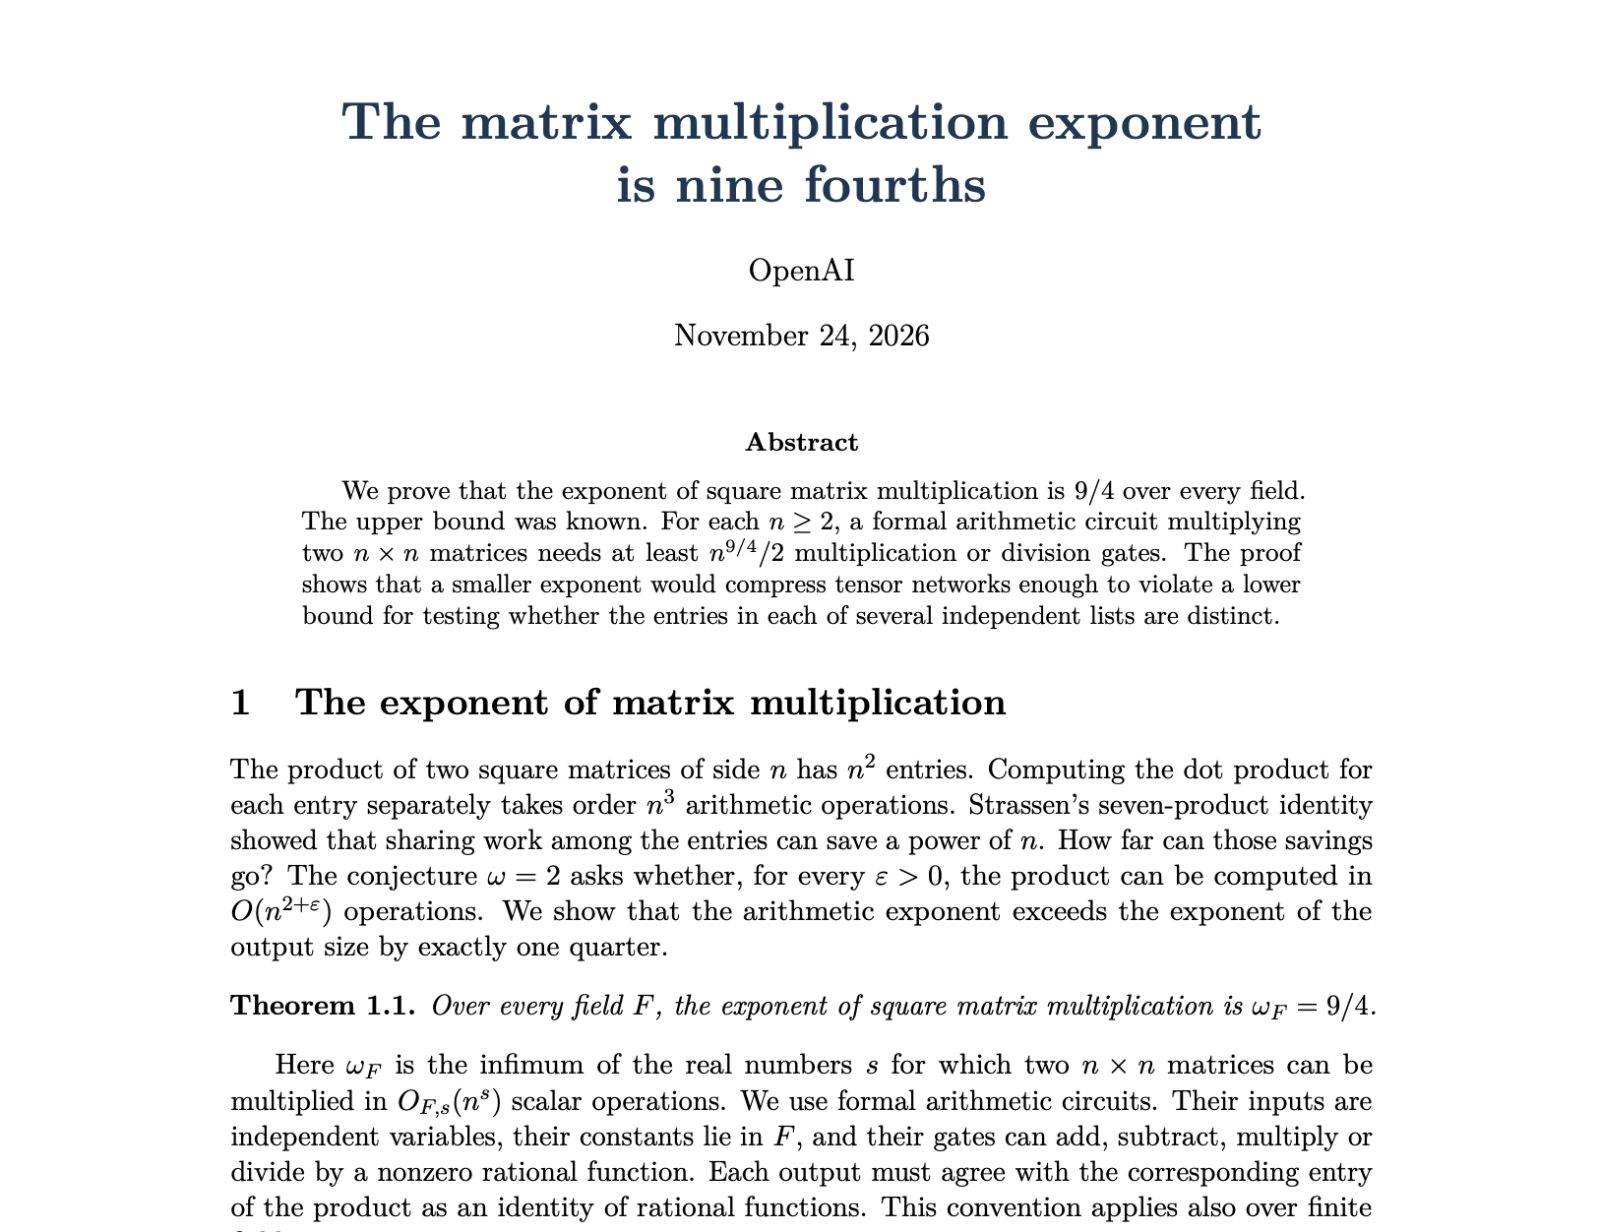 The matrix multiplication exponent
is nine fourths
OpenAI
November 24, 2026
Abstract
We prove that the exponent of square matrix multiplication is 9/4 over every field.
The upper bound was known. For each n ≥ 2, a formal arithmetic circuit multiplying
two n × n matrices needs at least n^{9/4}/2 multiplication or division gates. The proof
shows that a smaller exponent would compress tensor networks enough to violate a lower
bound for testing whether the entries in each of several independent lists are distinct.
1 The exponent of matrix multiplication
The product of two square matrices of side n has n² entries. Computing the dot product for
each entry separately takes order n³ arithmetic operations. Strassen's seven-product identity
showed that sharing work among the entries can save a power of n. How far can those savings
go? The conjecture ω = 2 asks whether, for every ε > 0, the product can be computed in
O(n^{2+ε}) operations. We show that the arithmetic exponent exceeds the exponent of the
output size by exactly one quarter.
Theorem 1.1. Over every field F, the exponent of square matrix multiplication is ω_F = 9/4.
Here ω_F is the infimum of the real numbers s for which two n × n matrices can be
multiplied in O_{F,s}(n^s) scalar operations. We use formal arithmetic circuits. Their inputs are
independent variables, their constants lie in F, and their gates can add, subtract, multiply or
divide by a nonzero rational function. Each output must agree with the corresponding entry
of the product as an identity of rational functions. This convention applies also over finite